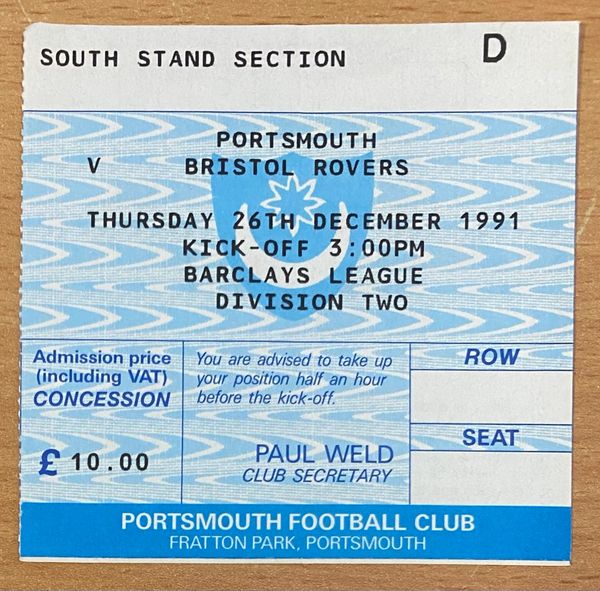 SOUTH STAND SECTION D
PORTSMOUTH
V BRISTOL ROVERS
THURSDAY 26TH DECEMBER 1991
KICK-OFF 3:00PM
BARCLAYS LEAGUE
DIVISION TWO
Admission price
(including VAT)
CONCESSION
£ 10.00
You are advised to take up
your position half an hour
before the kick-off.
PAUL WELD
CLUB SECRETARY
ROW
SEAT
PORTSMOUTH FOOTBALL CLUB
FRATTON PARK, PORTSMOUTH